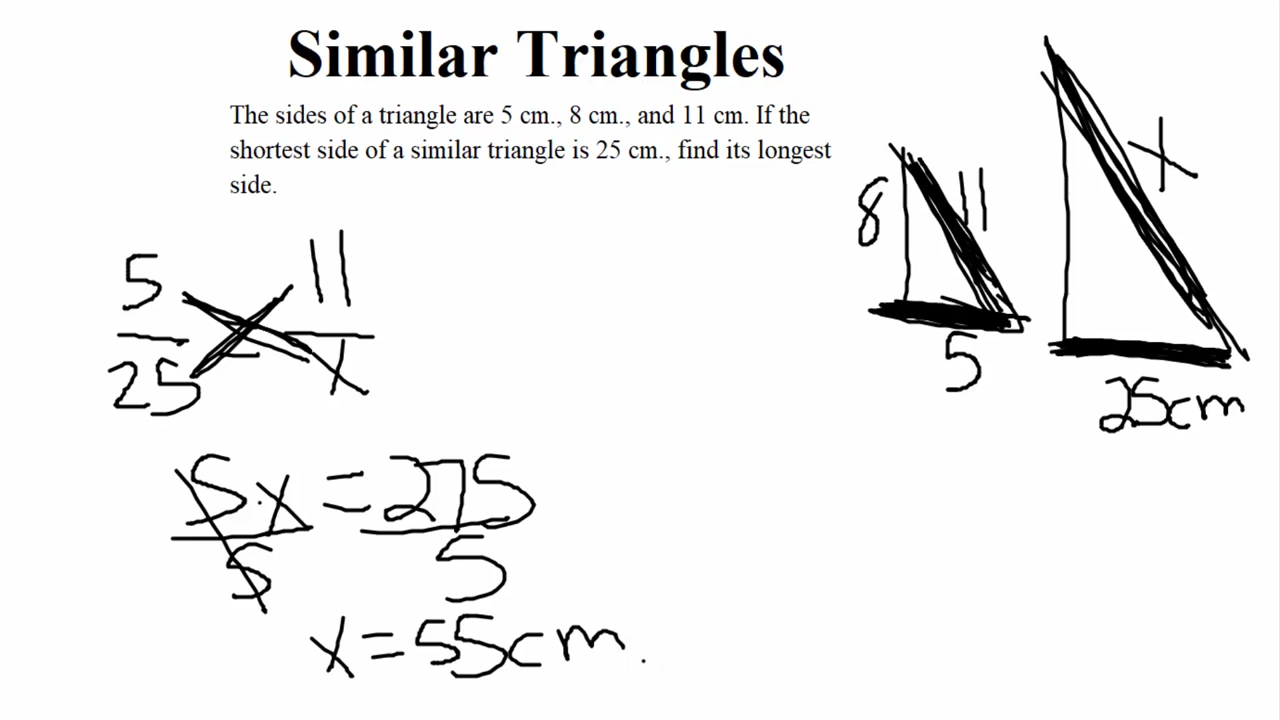 Similar Triangles
The sides of a triangle are 5 cm., 8 cm., and 11 cm. If the
shortest side of a similar triangle is 25 cm., find its longest
side.
8
11
5
x
25cm
5 = 11
25 x
5·x = 275
5 5
x = 55cm.